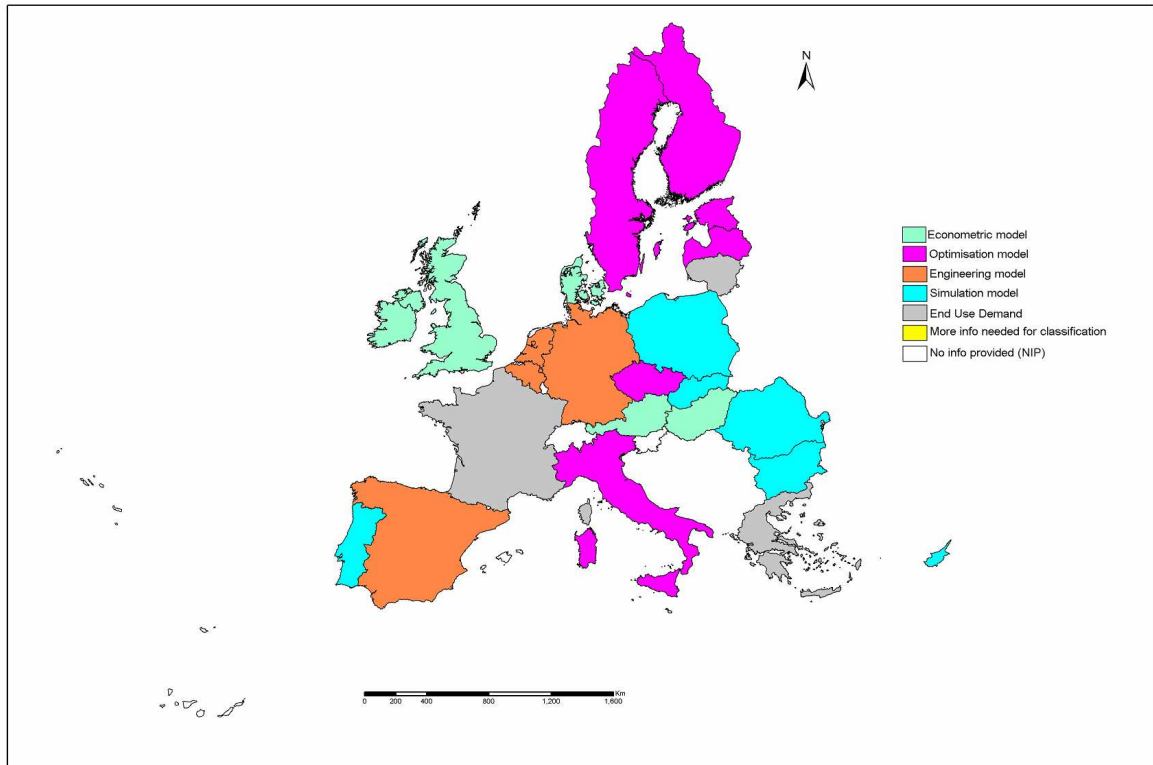 N
Econometric model
Optimisation model
Engineering model
Simulation model
End Use Demand
More info needed for classification
No info provided (NIP)
Km
0 200 400 800 1,200 1,600